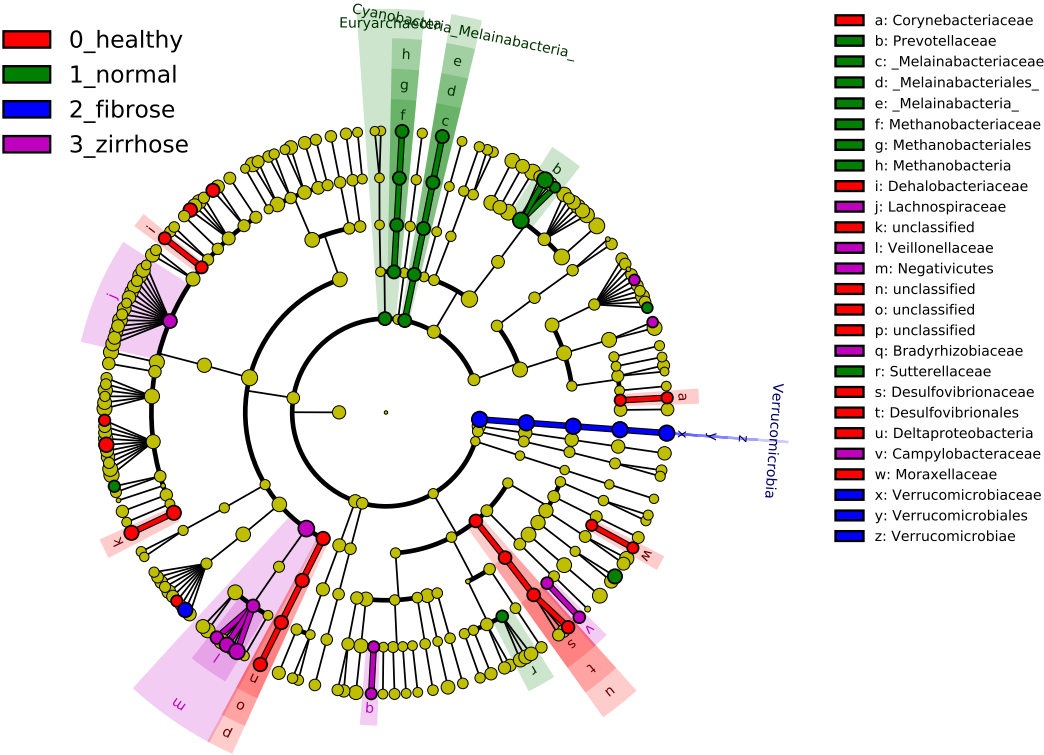 0_healthy
1_normal
2_fibrose
3_zirrhose
Euryarchaeota
_Melainabacteria_
h
g
f
e
d
c
b
i
j
a
x
y
z
Verrucomicrobia
k
w
v
l
m
n
o
p
q
r
s
t
u
a: Corynebacteriaceae
b: Prevotellaceae
c: _Melainabacteriaceae
d: _Melainabacteriales_
e: _Melainabacteria_
f: Methanobacteriaceae
g: Methanobacteriales
h: Methanobacteria
i: Dehalobacteriaceae
j: Lachnospiraceae
k: unclassified
l: Veillonellaceae
m: Negativicutes
n: unclassified
o: unclassified
p: unclassified
q: Bradyrhizobiaceae
r: Sutterellaceae
s: Desulfovibrionaceae
t: Desulfovibrionales
u: Deltaproteobacteria
v: Campylobacteraceae
w: Moraxellaceae
x: Verrucomicrobiaceae
y: Verrucomicrobiales
z: Verrucomicrobiae